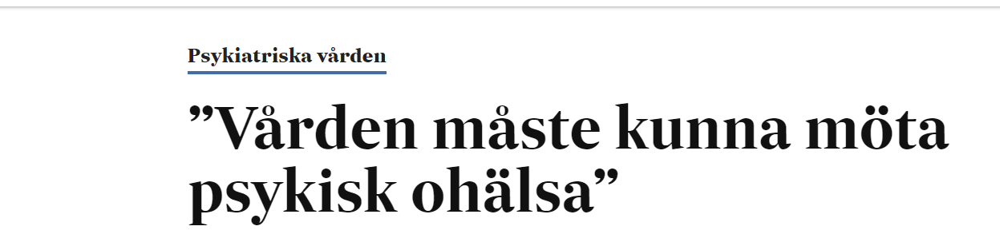 Psykiatriska vården
”Vården måste kunna möta
psykisk ohälsa”